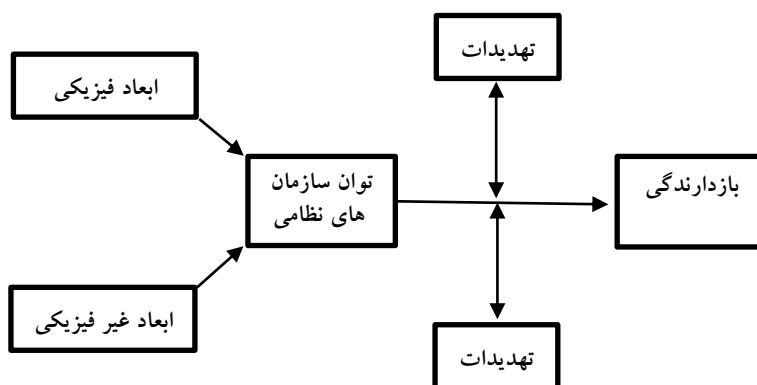 تهدیدات
ابعاد فیزیکی
توان سازمان
های نظامی
بازدارندگی
ابعاد غیر فیزیکی
تهدیدات